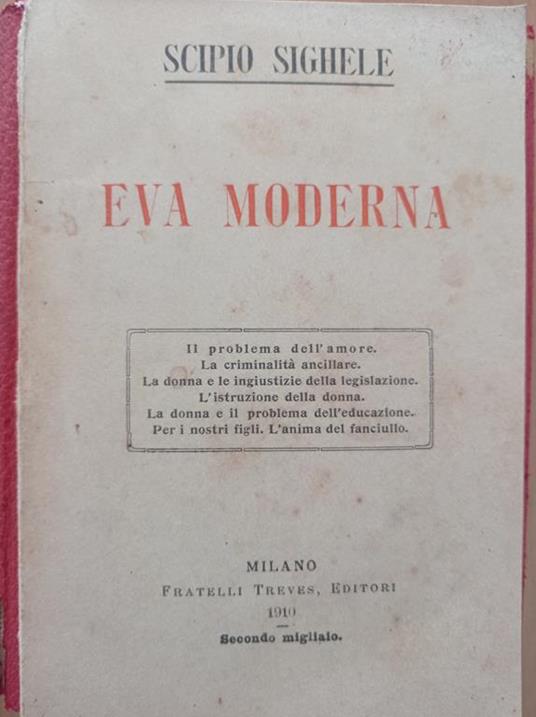 SCIPIO SIGHELE
EVA MODERNA
Il problema dell'amore.
La criminalità ancillare.
La donna e le ingiustizie della legislazione.
L'istruzione della donna.
La donna e il problema dell'educazione.
Per i nostri figli. L'anima del fanciullo.
MILANO
FRATELLI TREVES, EDITORI
1910
Secondo migliaio.